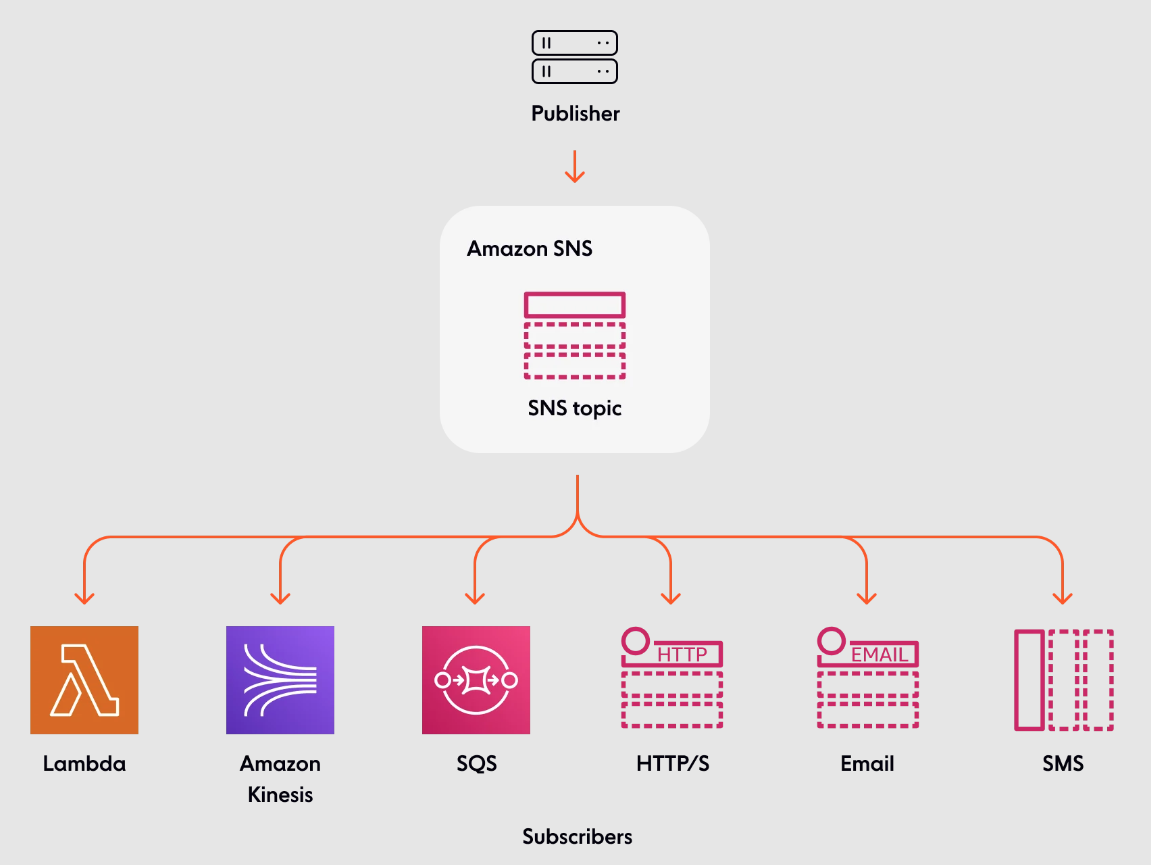 Publisher
Amazon SNS
SNS topic
HTTP
EMAIL
Lambda
Amazon
Kinesis
SQS
HTTP/S
Email
SMS
Subscribers